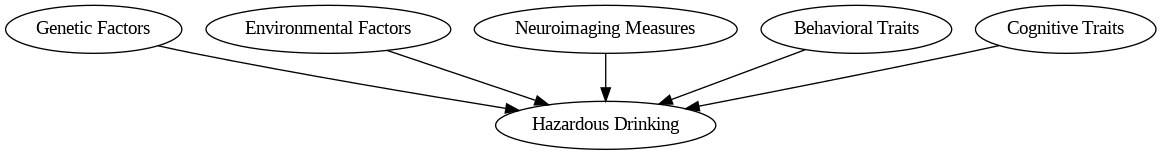 Genetic Factors
Environmental Factors
Neuroimaging Measures
Behavioral Traits
Cognitive Traits
Hazardous Drinking